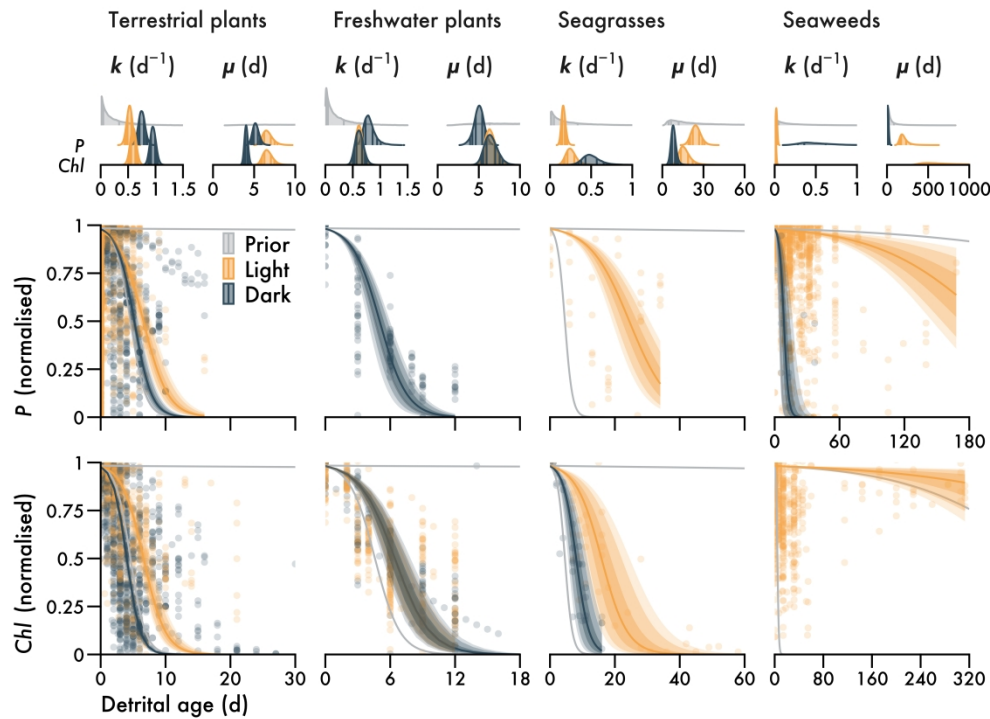 Terrestrial plants Freshwater plants Seagrasses Seaweeds
k (d⁻¹) μ (d) k (d⁻¹) μ (d) k (d⁻¹) μ (d) k (d⁻¹) μ (d)
P
Chl
0 0.5 1 1.5 0 5 10 0 0.5 1 1.5 0 5 10 0 0.5 1 0 30 60 0 0.5 1 0 500 1000
P (normalised)
1
0.75
0.5
0.25
0
Prior
Light
Dark
0 60 120 180
Chl (normalised)
1
0.75
0.5
0.25
0
0 10 20 30 0 6 12 18 0 20 40 60 0 80 160 240 320
Detrital age (d)